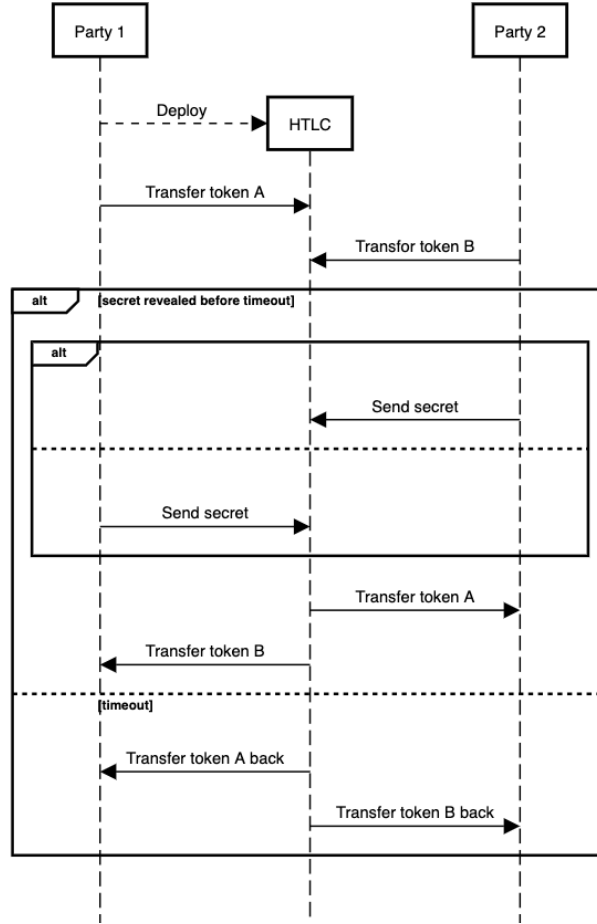 Party 1
Party 2
Deploy
HTLC
Transfer token A
Transfor token B
alt
[secret revealed before timeout]
alt
Send secret
Send secret
Transfer token A
Transfer token B
[timeout]
Transfer token A back
Transfer token B back